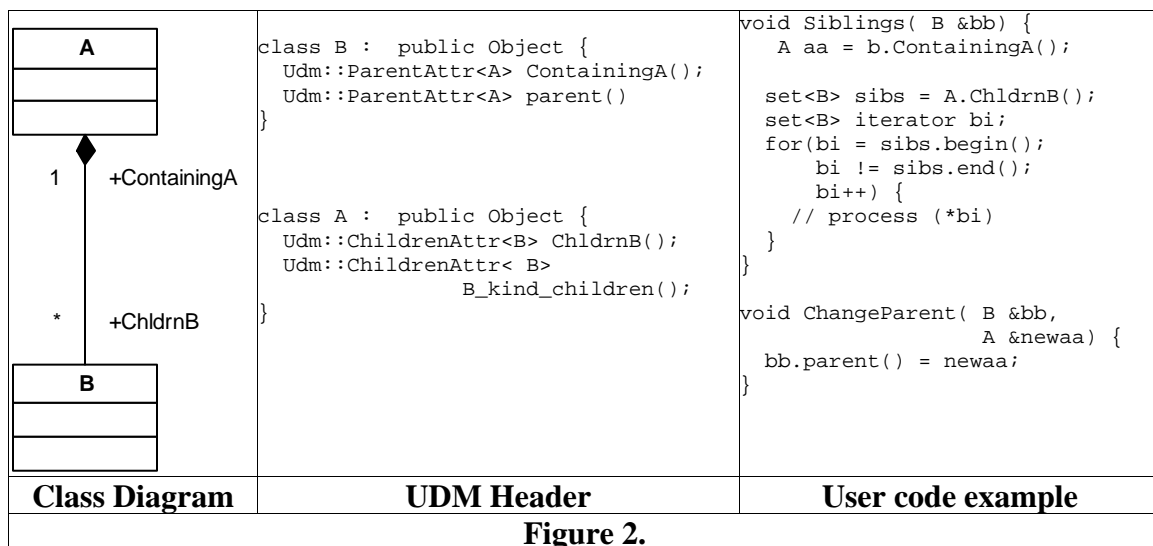 A
1 +ContainingA
* +ChldrnB
B
class B :  public Object {
  Udm::ParentAttr<A> ContainingA();
  Udm::ParentAttr<A> parent()
}
class A :  public Object {
  Udm::ChildrenAttr<B> ChldrnB();
  Udm::ChildrenAttr< B>
                B_kind_children();
}
void Siblings( B &bb) {
   A aa = b.ContainingA();
  set<B> sibs = A.ChldrnB();
  set<B> iterator bi;
  for(bi = sibs.begin();
      bi != sibs.end();
      bi++) {
    // process (*bi)
  }
}
void ChangeParent( B &bb,
                   A &newaa) {
  bb.parent() = newaa;
}
Class Diagram
UDM Header
User code example
Figure 2.